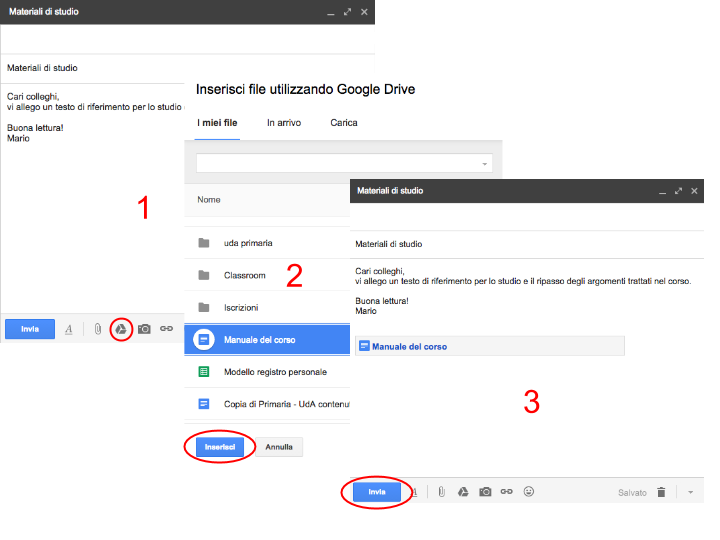 Materiali di studio
Materiali di studio
Cari colleghi,
vi allego un testo di riferimento per lo studio
Buona lettura!
Mario
1
Invia
A
Inserisci file utilizzando Google Drive
I miei file
In arrivo
Carica
Nome
uda primaria
Classroom
2
Iscrizioni
Manuale del corso
Modello registro personale
Copia di Primaria - UdA contenut
Inserisci
Annulla
Materiali di studio
Materiali di studio
Cari colleghi,
vi allego un testo di riferimento per lo studio e il ripasso degli argomenti trattati nel corso.
Buona lettura!
Mario
Manuale del corso
3
Invia
A
Salvato